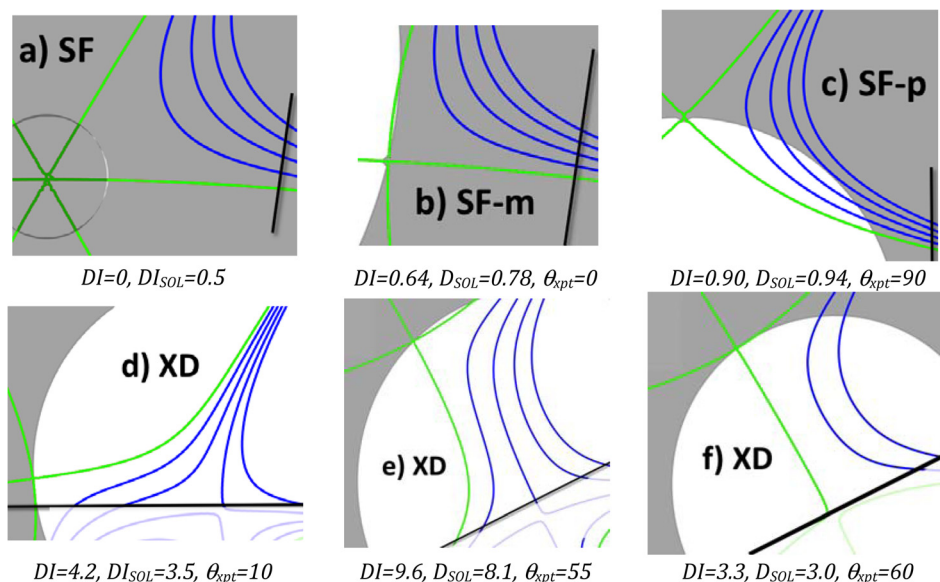 a) SF
b) SF-m
c) SF-p
DI=0, DI_SOL=0.5
DI=0.64, D_SOL=0.78, θ_xpt=0
DI=0.90, D_SOL=0.94, θ_xpt=90
d) XD
e) XD
f) XD
DI=4.2, DI_SOL=3.5, θ_xpt=10
DI=9.6, D_SOL=8.1, θ_xpt=55
DI=3.3, D_SOL=3.0, θ_xpt=60